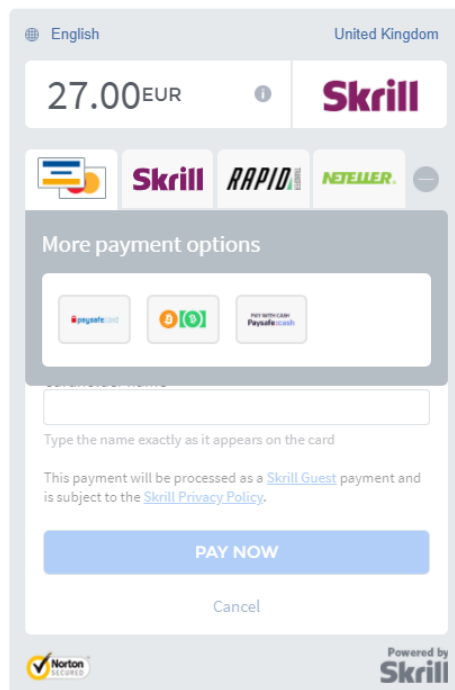 English
United Kingdom
27.00EUR
i
Skrill
Skrill
RAPID
NETELLER.
More payment options
paysafecard
PAY WITH CASH
Paysafe:cash
Type the name exactly as it appears on the card
This payment will be processed as a Skrill Guest payment and
is subject to the Skrill Privacy Policy.
PAY NOW
Cancel
Norton
SECURED
Powered by
Skrill